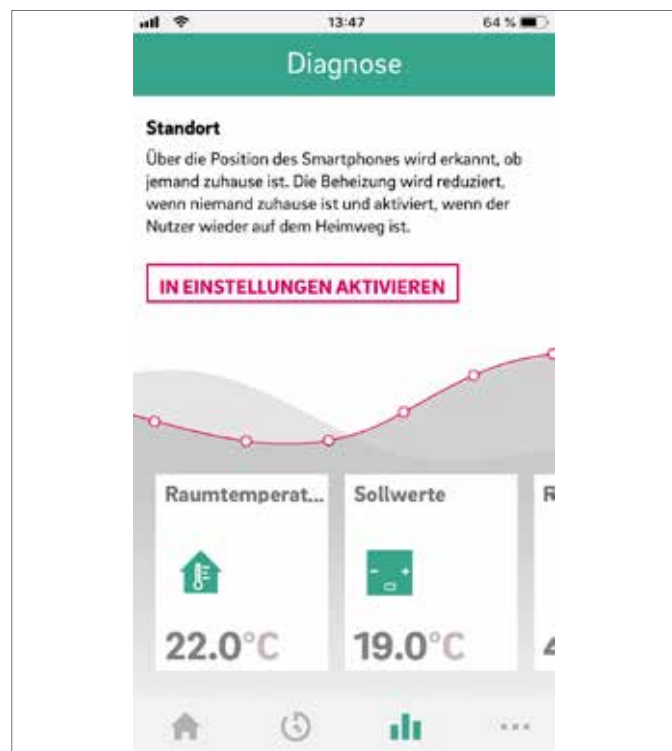 13:47 64 %
Diagnose
Standort
Über die Position des Smartphones wird erkannt, ob
jemand zuhause ist. Die Beheizung wird reduziert,
wenn niemand zuhause ist und aktiviert, wenn der
Nutzer wieder auf dem Heimweg ist.
IN EINSTELLUNGEN AKTIVIEREN
Raumtemperat... Sollwerte R
22.0°C 19.0°C 4